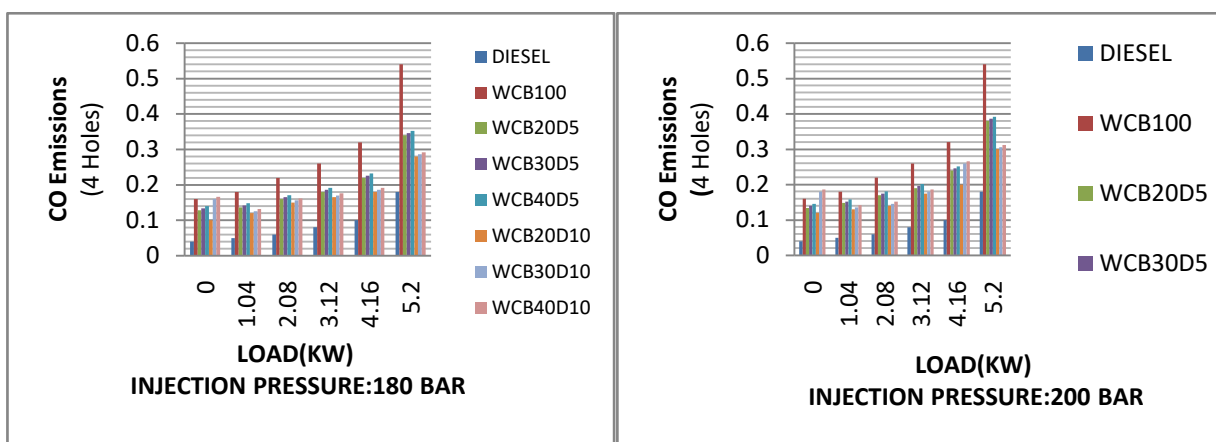 0.6
0.5
0.4
0.3
0.2
0.1
0
CO Emissions
(4 Holes)
0
1.04
2.08
3.12
4.16
5.2
LOAD(KW)
INJECTION PRESSURE:180 BAR
DIESEL
WCB100
WCB20D5
WCB30D5
WCB40D5
WCB20D10
WCB30D10
WCB40D10
0.6
0.5
0.4
0.3
0.2
0.1
0
CO Emissions
(4 Holes)
0
1.04
2.08
3.12
4.16
5.2
LOAD(KW)
INJECTION PRESSURE:200 BAR
DIESEL
WCB100
WCB20D5
WCB30D5